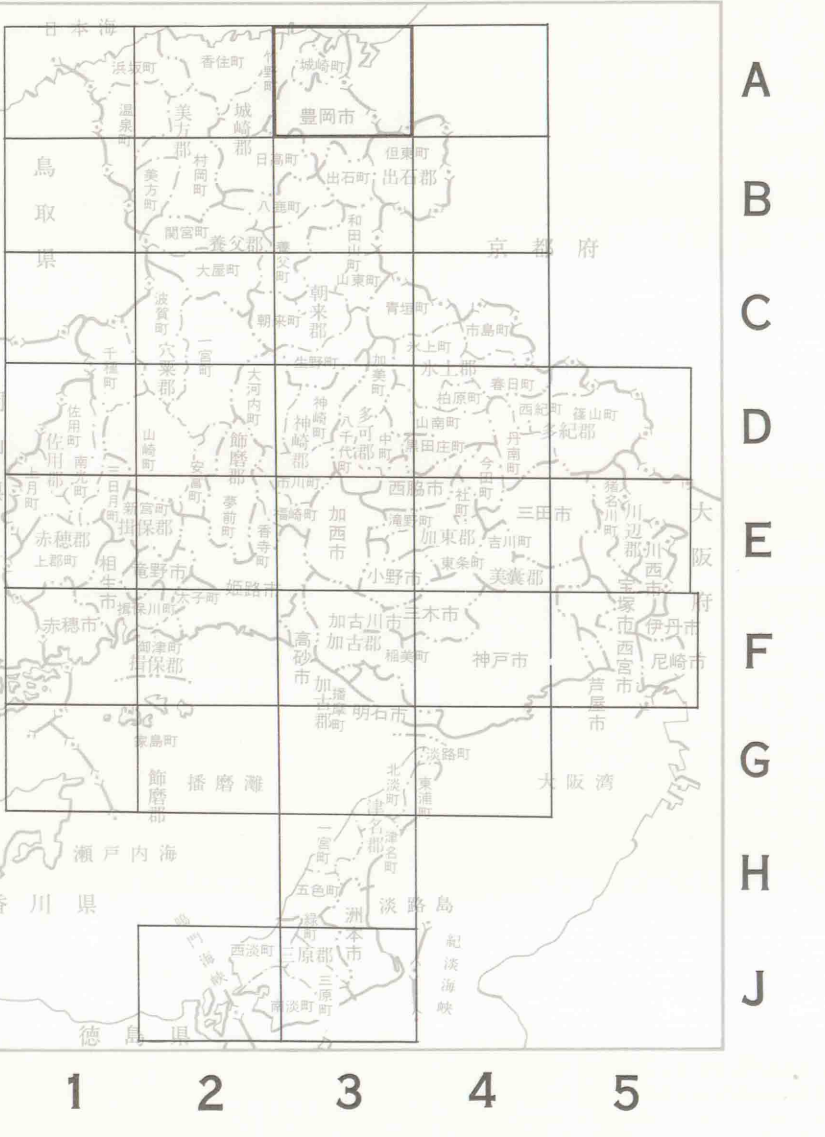 日本海
浜坂町
香住町
竹野町
城崎町
A
温泉町
美方郡
城崎郡
豊岡市
鳥取県
美方町
村岡町
日高町
出石町
但東町
出石郡
B
八鹿町
和田山町
関宮町
養父郡
養父町
京都府
大屋町
山東町
波賀町
朝来町
朝来郡
青垣町
市島町
C
千種町
宍粟郡
一宮町
生野町
加美町
氷上町
氷上郡
大河内町
柏原町
春日町
西紀町
篠山町
佐用町
佐用郡
山崎町
飾磨郡
神崎郡
神崎町
八千代町
多可郡
中町
山南町
黒田庄町
丹南町
多紀郡
D
上月町
南光町
三日月町
新宮町
安富町
夢前町
市川町
西脇市
社町
今田町
猪名川町
揖保郡
福崎町
香寺町
加西市
滝野町
加東郡
三田市
吉川町
川辺郡
川西市
大阪府
E
赤穂郡
上郡町
相生市
竜野市
姫路市
小野市
東条町
美嚢郡
宝塚市
揖保川町
太子町
赤穂市
加古川市
三木市
伊丹市
御津町
揖保郡
高砂市
加古郡
稲美町
神戸市
西宮市
尼崎市
F
加古郡
播磨町
明石市
芦屋市
家島町
淡路町
飾磨郡
播磨灘
北淡町
東浦町
大阪湾
G
津名郡
津名町
一宮町
瀬戸内海
五色町
H
香川県
淡路島
緑町
洲本市
鳴門海峡
西淡町
三原郡
紀淡海峡
三原町
南淡町
J
徳島県
1 2 3 4 5